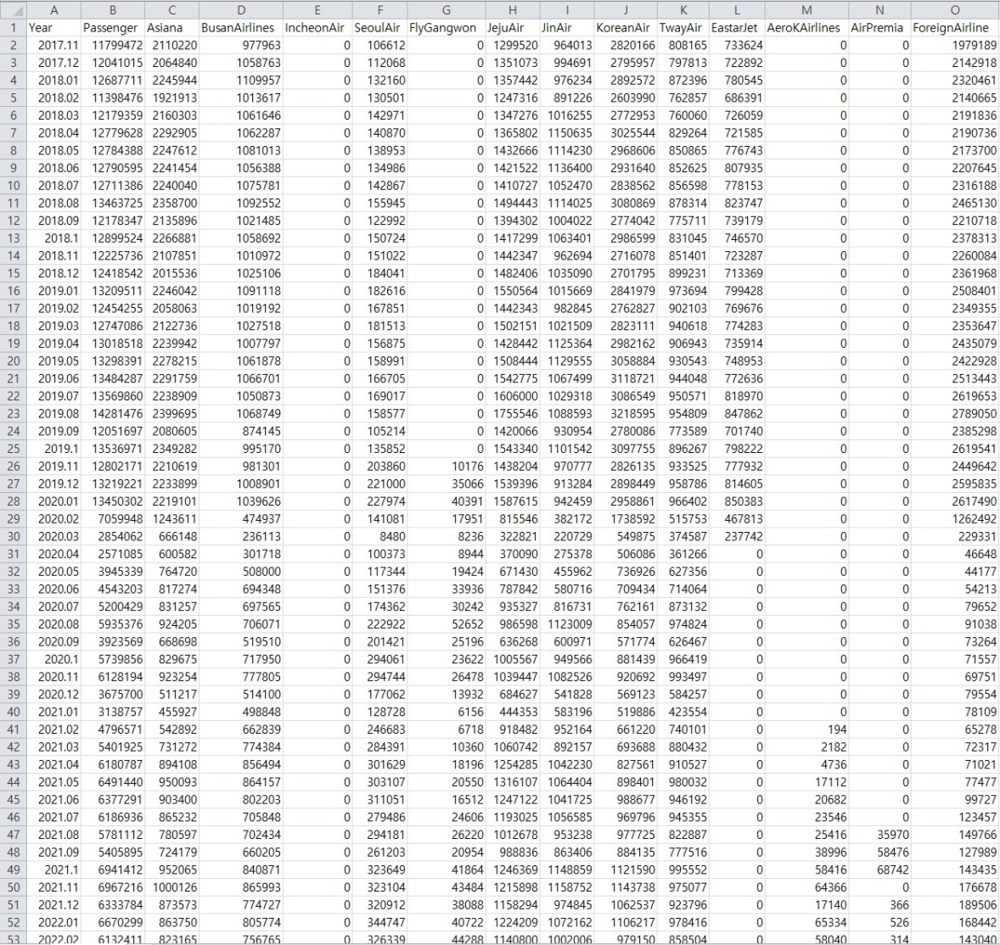 A B C D E F G H I J K L M N O
1 Year Passenger Asiana BusanAirlines IncheonAir SeoulAir FlyGangwon JejuAir JinAir KoreanAir TwayAir EastarJet AeroKAirlines AirPremia ForeignAirline
2 2017.11 11799472 2110220 977963 0 106612 0 1299520 964013 2820166 808165 733624 0 0 1979189
3 2017.12 12041015 2064840 1058763 0 112068 0 1351073 994691 2795957 797813 722892 0 0 2142918
4 2018.01 12687711 2245944 1109957 0 132160 0 1357442 976234 2892572 872396 780545 0 0 2320461
5 2018.02 11398476 1921913 1013617 0 130501 0 1247316 891226 2603990 762857 686391 0 0 2140665
6 2018.03 12179359 2160303 1061646 0 142971 0 1347276 1016255 2772953 760060 726059 0 0 2191836
7 2018.04 12779628 2292905 1062287 0 140870 0 1365802 1150635 3025544 829264 721585 0 0 2190736
8 2018.05 12784388 2247612 1081013 0 138953 0 1432666 1114230 2968606 850865 776743 0 0 2173700
9 2018.06 12790595 2241454 1056388 0 134986 0 1421522 1136400 2931640 852625 807935 0 0 2207645
10 2018.07 12711386 2240040 1075781 0 142867 0 1410727 1052470 2838562 856598 778153 0 0 2316188
11 2018.08 13463725 2358700 1092552 0 155945 0 1494443 1114025 3080869 878314 823747 0 0 2465130
12 2018.09 12178347 2135896 1021485 0 122992 0 1394302 1004022 2774042 775711 739179 0 0 2210718
13 2018.1 12899524 2266881 1058692 0 150724 0 1417299 1063401 2986599 831045 746570 0 0 2378313
14 2018.11 12225736 2107851 1010972 0 151022 0 1442347 962694 2716078 851401 723287 0 0 2260084
15 2018.12 12418542 2015536 1025106 0 184041 0 1482406 1035090 2701795 899231 713369 0 0 2361968
16 2019.01 13209511 2246042 1091118 0 182616 0 1550564 1015669 2841979 973694 799428 0 0 2508401
17 2019.02 12454255 2058063 1019192 0 167851 0 1442343 982845 2762827 902103 769676 0 0 2349355
18 2019.03 12747086 2122736 1027518 0 181513 0 1502151 1021509 2823111 940618 774283 0 0 2353647
19 2019.04 13018518 2239942 1007797 0 156875 0 1428442 1125364 2982162 906943 735914 0 0 2435079
20 2019.05 13298391 2278215 1061878 0 158991 0 1508444 1129555 3058884 930543 748953 0 0 2422928
21 2019.06 13484287 2291759 1066701 0 166705 0 1542775 1067499 3118721 944048 772636 0 0 2513443
22 2019.07 13569860 2238909 1050873 0 169017 0 1606000 1029318 3086549 950571 818970 0 0 2619653
23 2019.08 14281476 2399695 1068749 0 158577 0 1755546 1088593 3218595 954809 847862 0 0 2789050
24 2019.09 12051697 2080605 874145 0 105214 0 1420066 930954 2780086 773589 701740 0 0 2385298
25 2019.1 13536971 2349282 995170 0 135852 0 1543340 1101542 3097755 896267 798222 0 0 2619541
26 2019.11 12802171 2210619 981301 0 203860 10176 1438204 970777 2826135 933525 777932 0 0 2449642
27 2019.12 13219221 2233899 1008901 0 221000 35066 1539396 913284 2898449 958786 814605 0 0 2595835
28 2020.01 13450302 2219101 1039626 0 227974 40391 1587615 942459 2958861 966402 850383 0 0 2617490
29 2020.02 7059948 1243611 474937 0 141081 17951 815546 382172 1738592 515753 467813 0 0 1262492
30 2020.03 2854062 666148 236113 0 8480 8236 322821 220729 549875 374587 237742 0 0 229331
31 2020.04 2571085 600582 301718 0 100373 8944 370090 275378 506086 361266 0 0 0 46648
32 2020.05 3945339 764720 508000 0 117344 19424 671430 455962 736926 627356 0 0 0 44177
33 2020.06 4543203 817274 694348 0 151376 33936 787842 580716 709434 714064 0 0 0 54213
34 2020.07 5200429 831257 697565 0 174362 30242 935327 816731 762161 873132 0 0 0 79652
35 2020.08 5935376 924205 706071 0 222922 52652 986598 1123009 854057 974824 0 0 0 91038
36 2020.09 3923569 668698 519510 0 201421 25196 636268 600971 571774 626467 0 0 0 73264
37 2020.1 5739856 829675 717950 0 294061 23622 1005567 949566 881439 966419 0 0 0 71557
38 2020.11 6128194 923254 777805 0 294744 26478 1039447 1082526 920692 993497 0 0 0 69751
39 2020.12 3675700 511217 514100 0 177062 13932 684627 541828 569123 584257 0 0 0 79554
40 2021.01 3138757 455927 498848 0 128728 6156 444353 583196 519886 423554 0 0 0 78109
41 2021.02 4796571 542892 662839 0 246683 6718 918482 952164 661220 740101 0 194 0 65278
42 2021.03 5401925 731272 774384 0 284391 10360 1060742 892157 693688 880432 0 2182 0 72317
43 2021.04 6180787 894108 856494 0 301629 18196 1254285 1042230 827561 910527 0 4736 0 71021
44 2021.05 6491440 950093 864157 0 303107 20550 1316107 1064404 898401 980032 0 17112 0 77477
45 2021.06 6377291 903400 802203 0 311051 16512 1247122 1041725 988677 946192 0 20682 0 99727
46 2021.07 6186936 865232 705848 0 279486 24606 1193025 1056585 969796 945355 0 23546 0 123457
47 2021.08 5781112 780597 702434 0 294181 26220 1012678 953238 977725 822887 0 25416 35970 149766
48 2021.09 5405895 724179 660205 0 261203 20954 988836 863406 884135 777516 0 38996 58476 127989
49 2021.1 6941412 952065 840871 0 323649 41864 1246369 1148859 1121590 995552 0 58416 68742 143435
50 2021.11 6967216 1000126 865993 0 323104 43484 1215898 1158752 1143738 975077 0 64366 0 176678
51 2021.12 6333784 873573 774727 0 320912 38088 1158294 974845 1062537 923796 0 17140 366 189506
52 2022.01 6670299 863750 805774 0 344747 40722 1224209 1072162 1106217 978416 0 65334 526 168442
53 2022.02 6132411 823165 756765 0 326339 44288 1140800 1002006 979150 858504 0 58040 314 143040